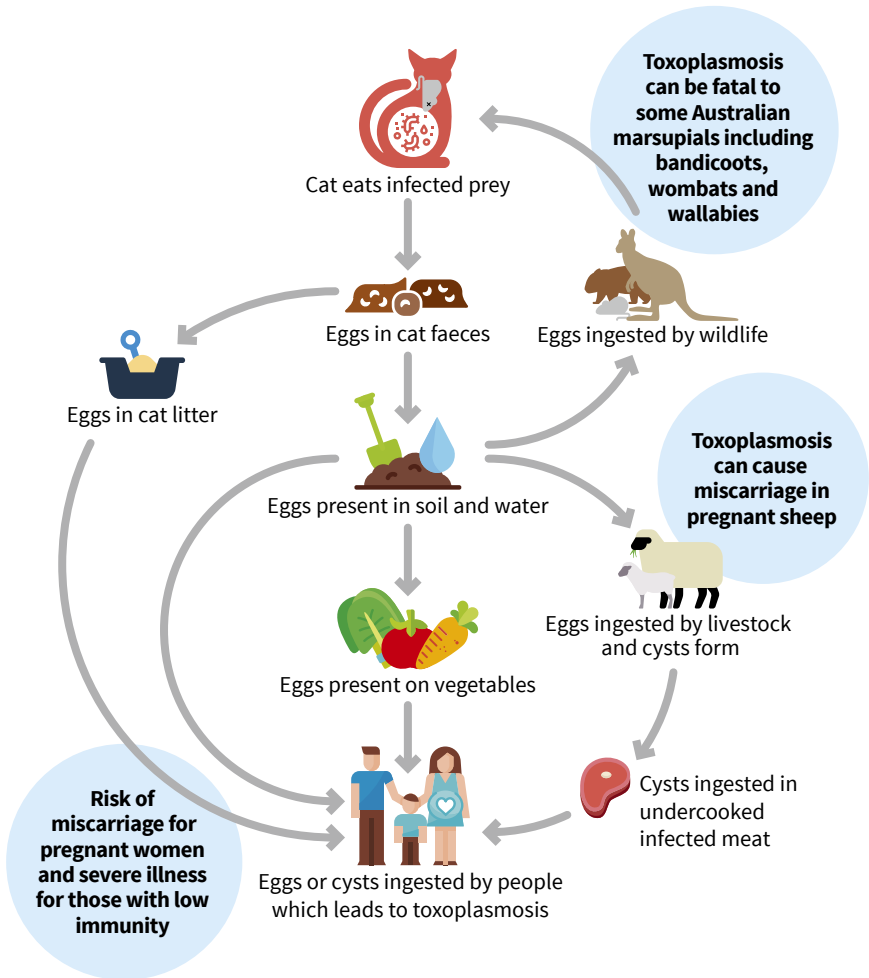 Toxoplasmosis
can be fatal to
some Australian
marsupials including
bandicoots,
wombats and
wallabies
Cat eats infected prey
Eggs in cat faeces
Eggs ingested by wildlife
Eggs in cat litter
Toxoplasmosis
can cause
miscarriage in
pregnant sheep
Eggs present in soil and water
Eggs ingested by livestock
and cysts form
Eggs present on vegetables
Cysts ingested in
undercooked
infected meat
Risk of
miscarriage for
pregnant women
and severe illness
for those with low
immunity
Eggs or cysts ingested by people
which leads to toxoplasmosis